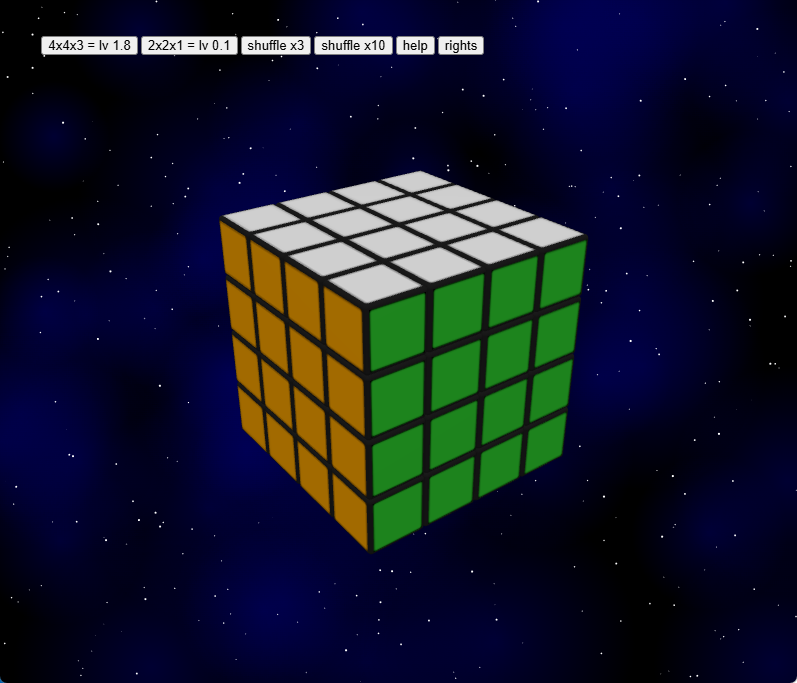 4x4x3 = lv 1.8 2x2x1 = lv 0.1 shuffle x3 shuffle x10 help rights